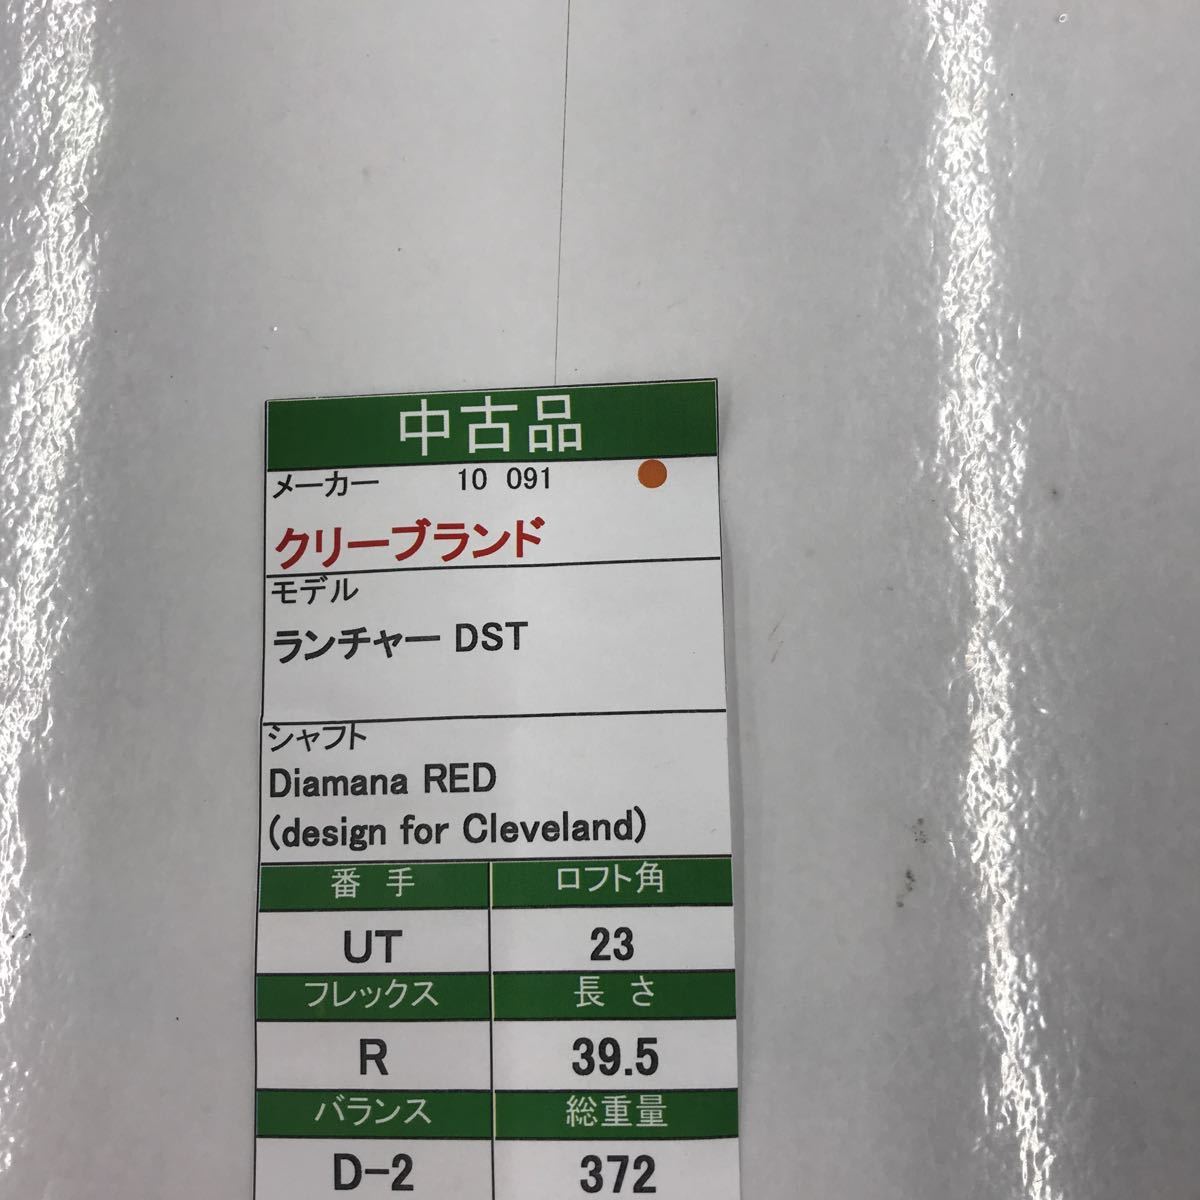 中古品
メーカー 10 091
クリーブランド
モデル
ランチャー DST
シャフト
Diamana RED
(design for Cleveland)
番 手 ロフト角
UT 23
フレックス 長 さ
R 39.5
バランス 総重量
D-2 372